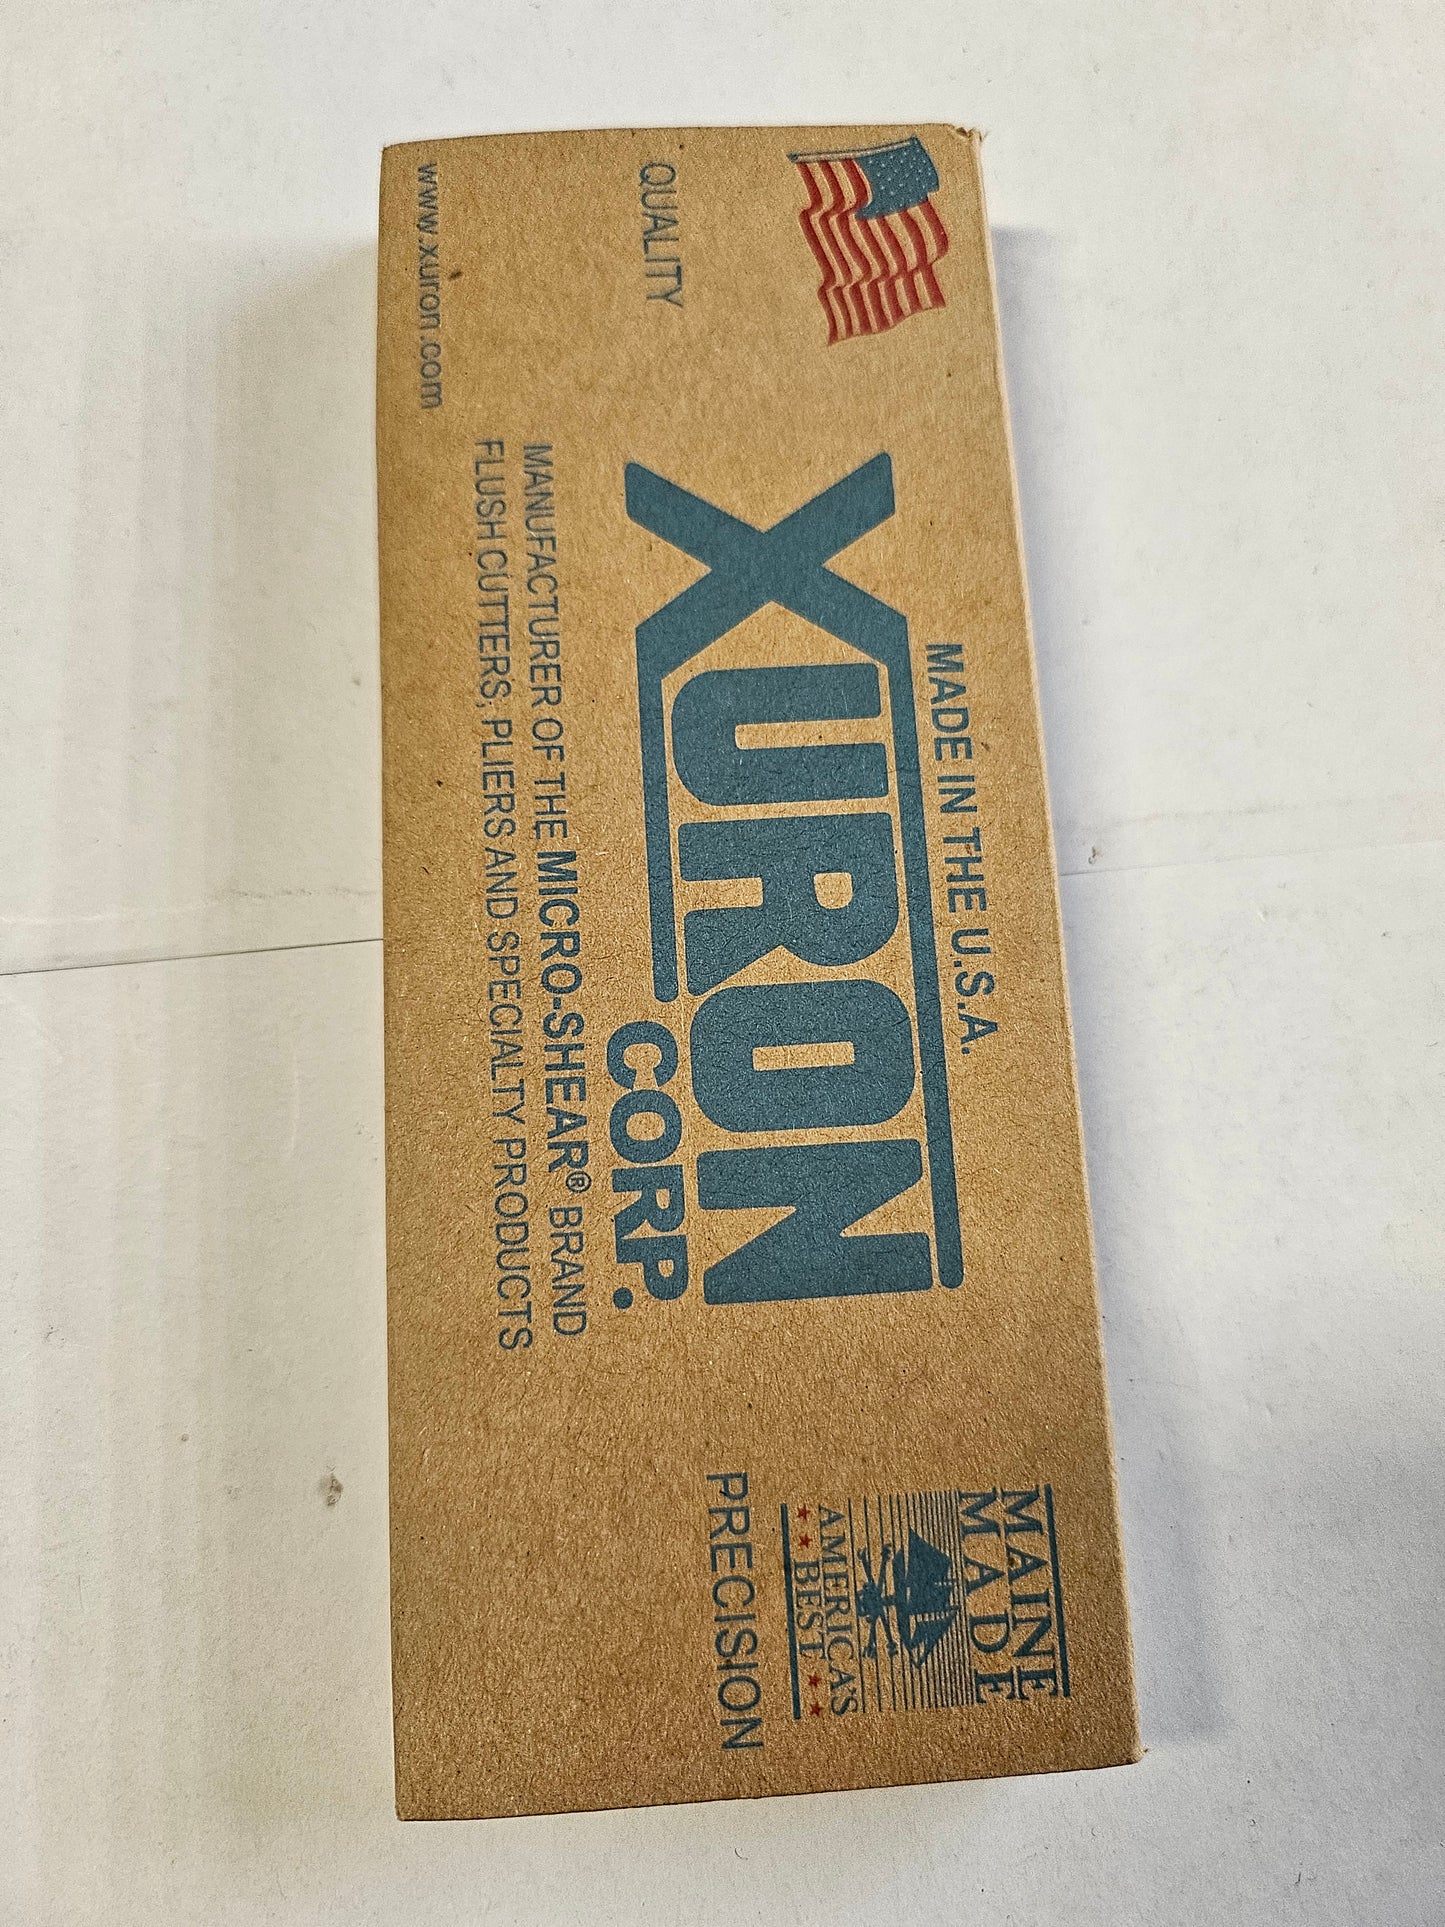 MADE IN THE U.S.A.
XURON
CORP.
MANUFACTURER OF THE MICRO-SHEAR® BRAND
FLUSH CUTTERS, PLIERS AND SPECIALTY PRODUCTS
QUALITY
www.xuron.com
MAINE
MADE
AMERICA'S
BEST
PRECISION